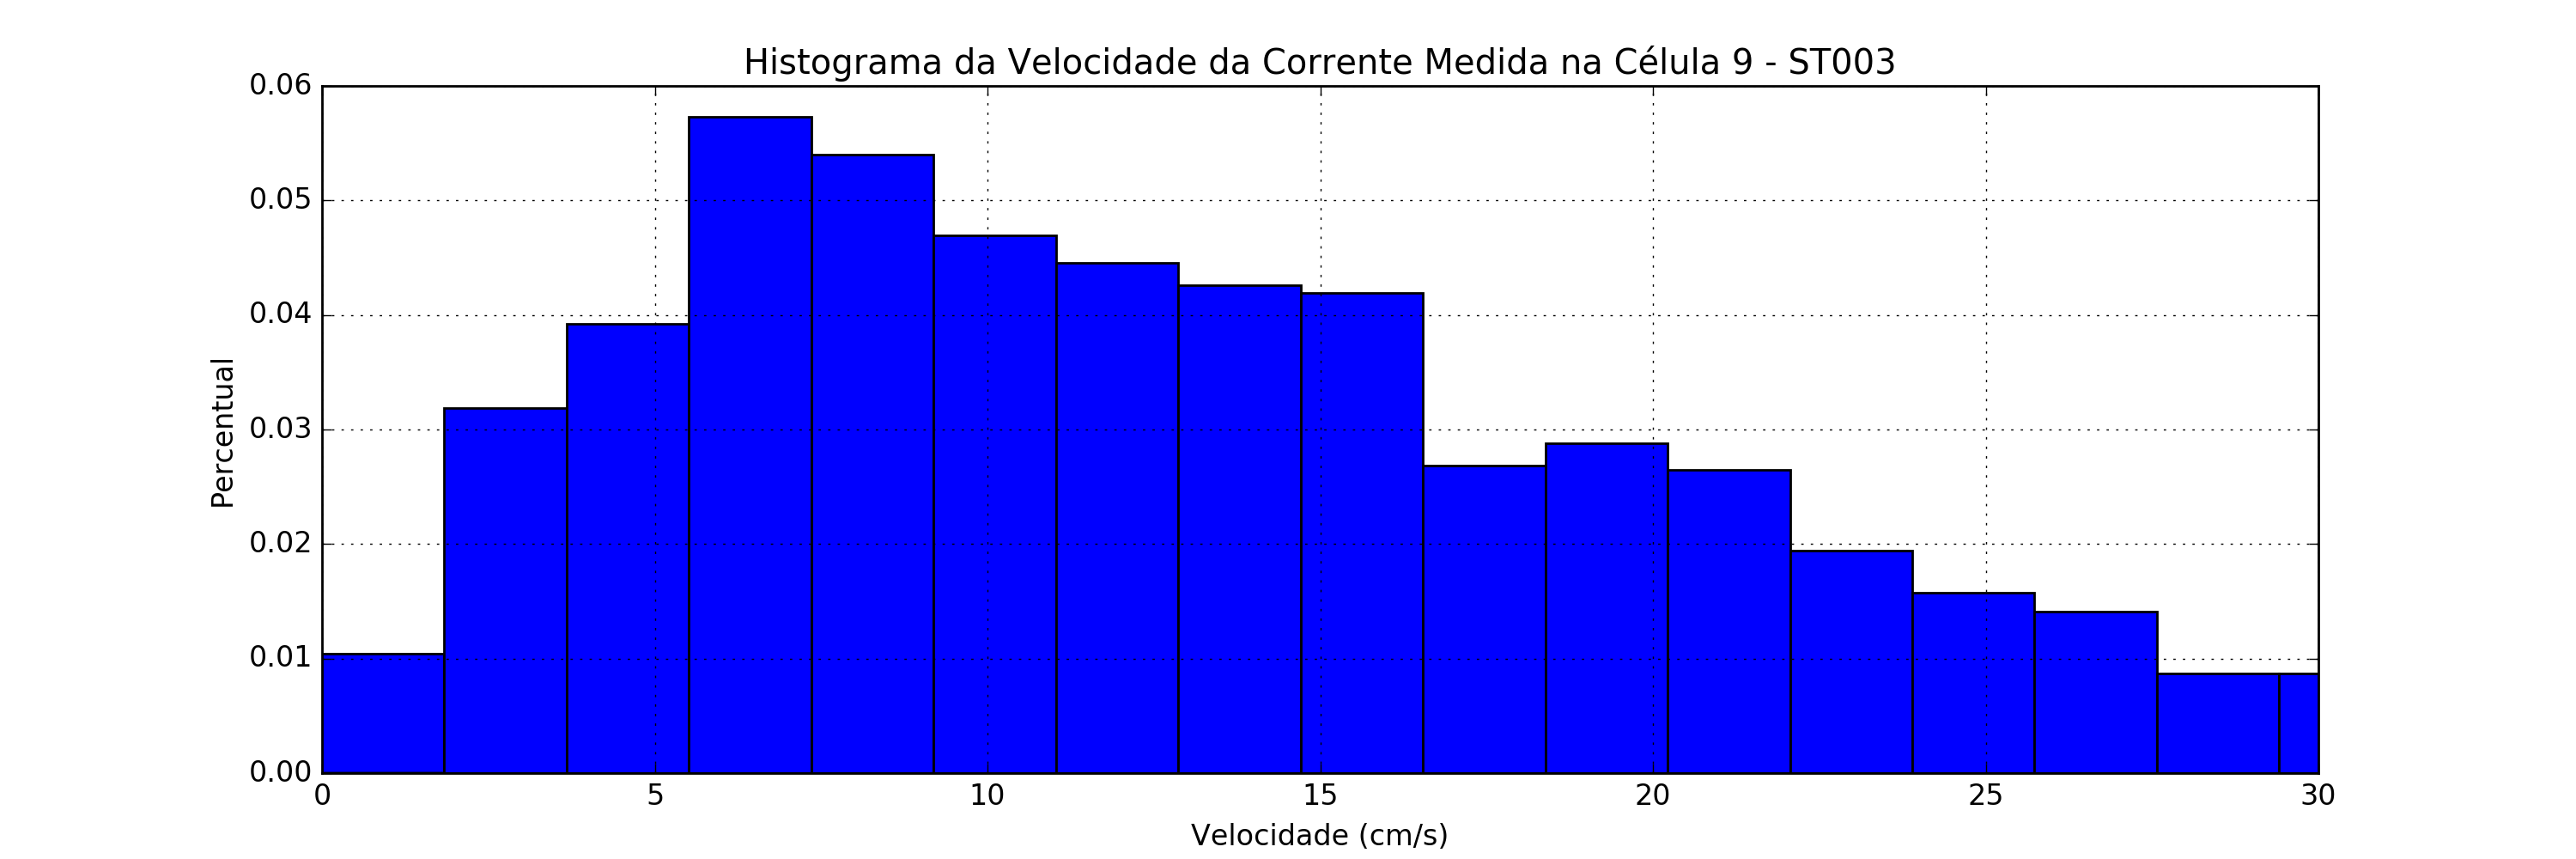 Histograma da Velocidade da Corrente Medida na Célula 9 - ST003
0.06
0.05
0.04
0.03
0.02
0.01
0.00
Percentual
0 5 10 15 20 25 30
Velocidade (cm/s)